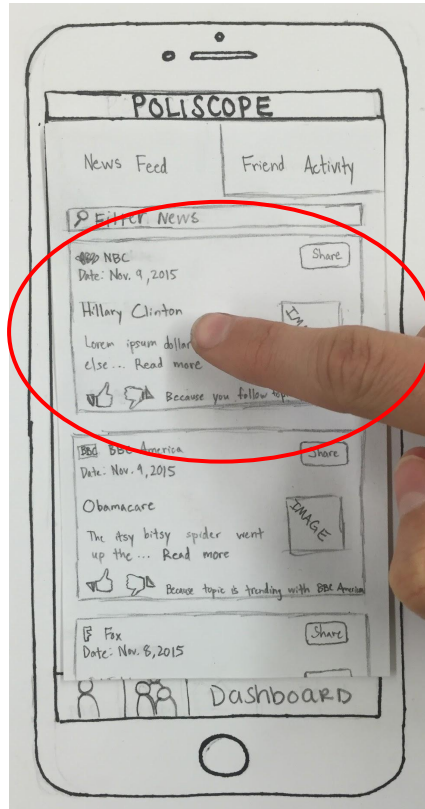 POLISCOPE
News Feed
Friend Activity
Filter News
NBC
Share
Date: Nov. 9, 2015
Hillary Clinton
Lorem ipsum dollar
else... Read more
Because you follow
BBC BBC America
Share
Date: Nov. 9, 2015
Obamacare
IMAGE
The itsy bitsy spider went
up the... Read more
Because topic is trending with BBC America
F Fox
Share
Date: Nov. 8, 2015
Dashboard